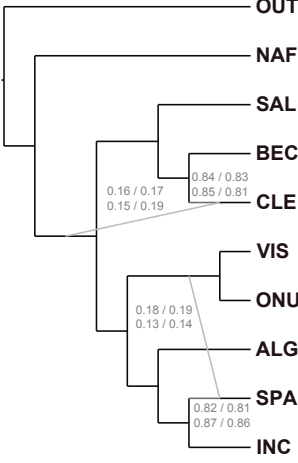 OUT
NAF
SAL
BEC
0.84 / 0.83
0.85 / 0.81
0.16 / 0.17
0.15 / 0.19
CLE
VIS
ONU
0.18 / 0.19
0.13 / 0.14
ALG
SPA
0.82 / 0.81
0.87 / 0.86
INC